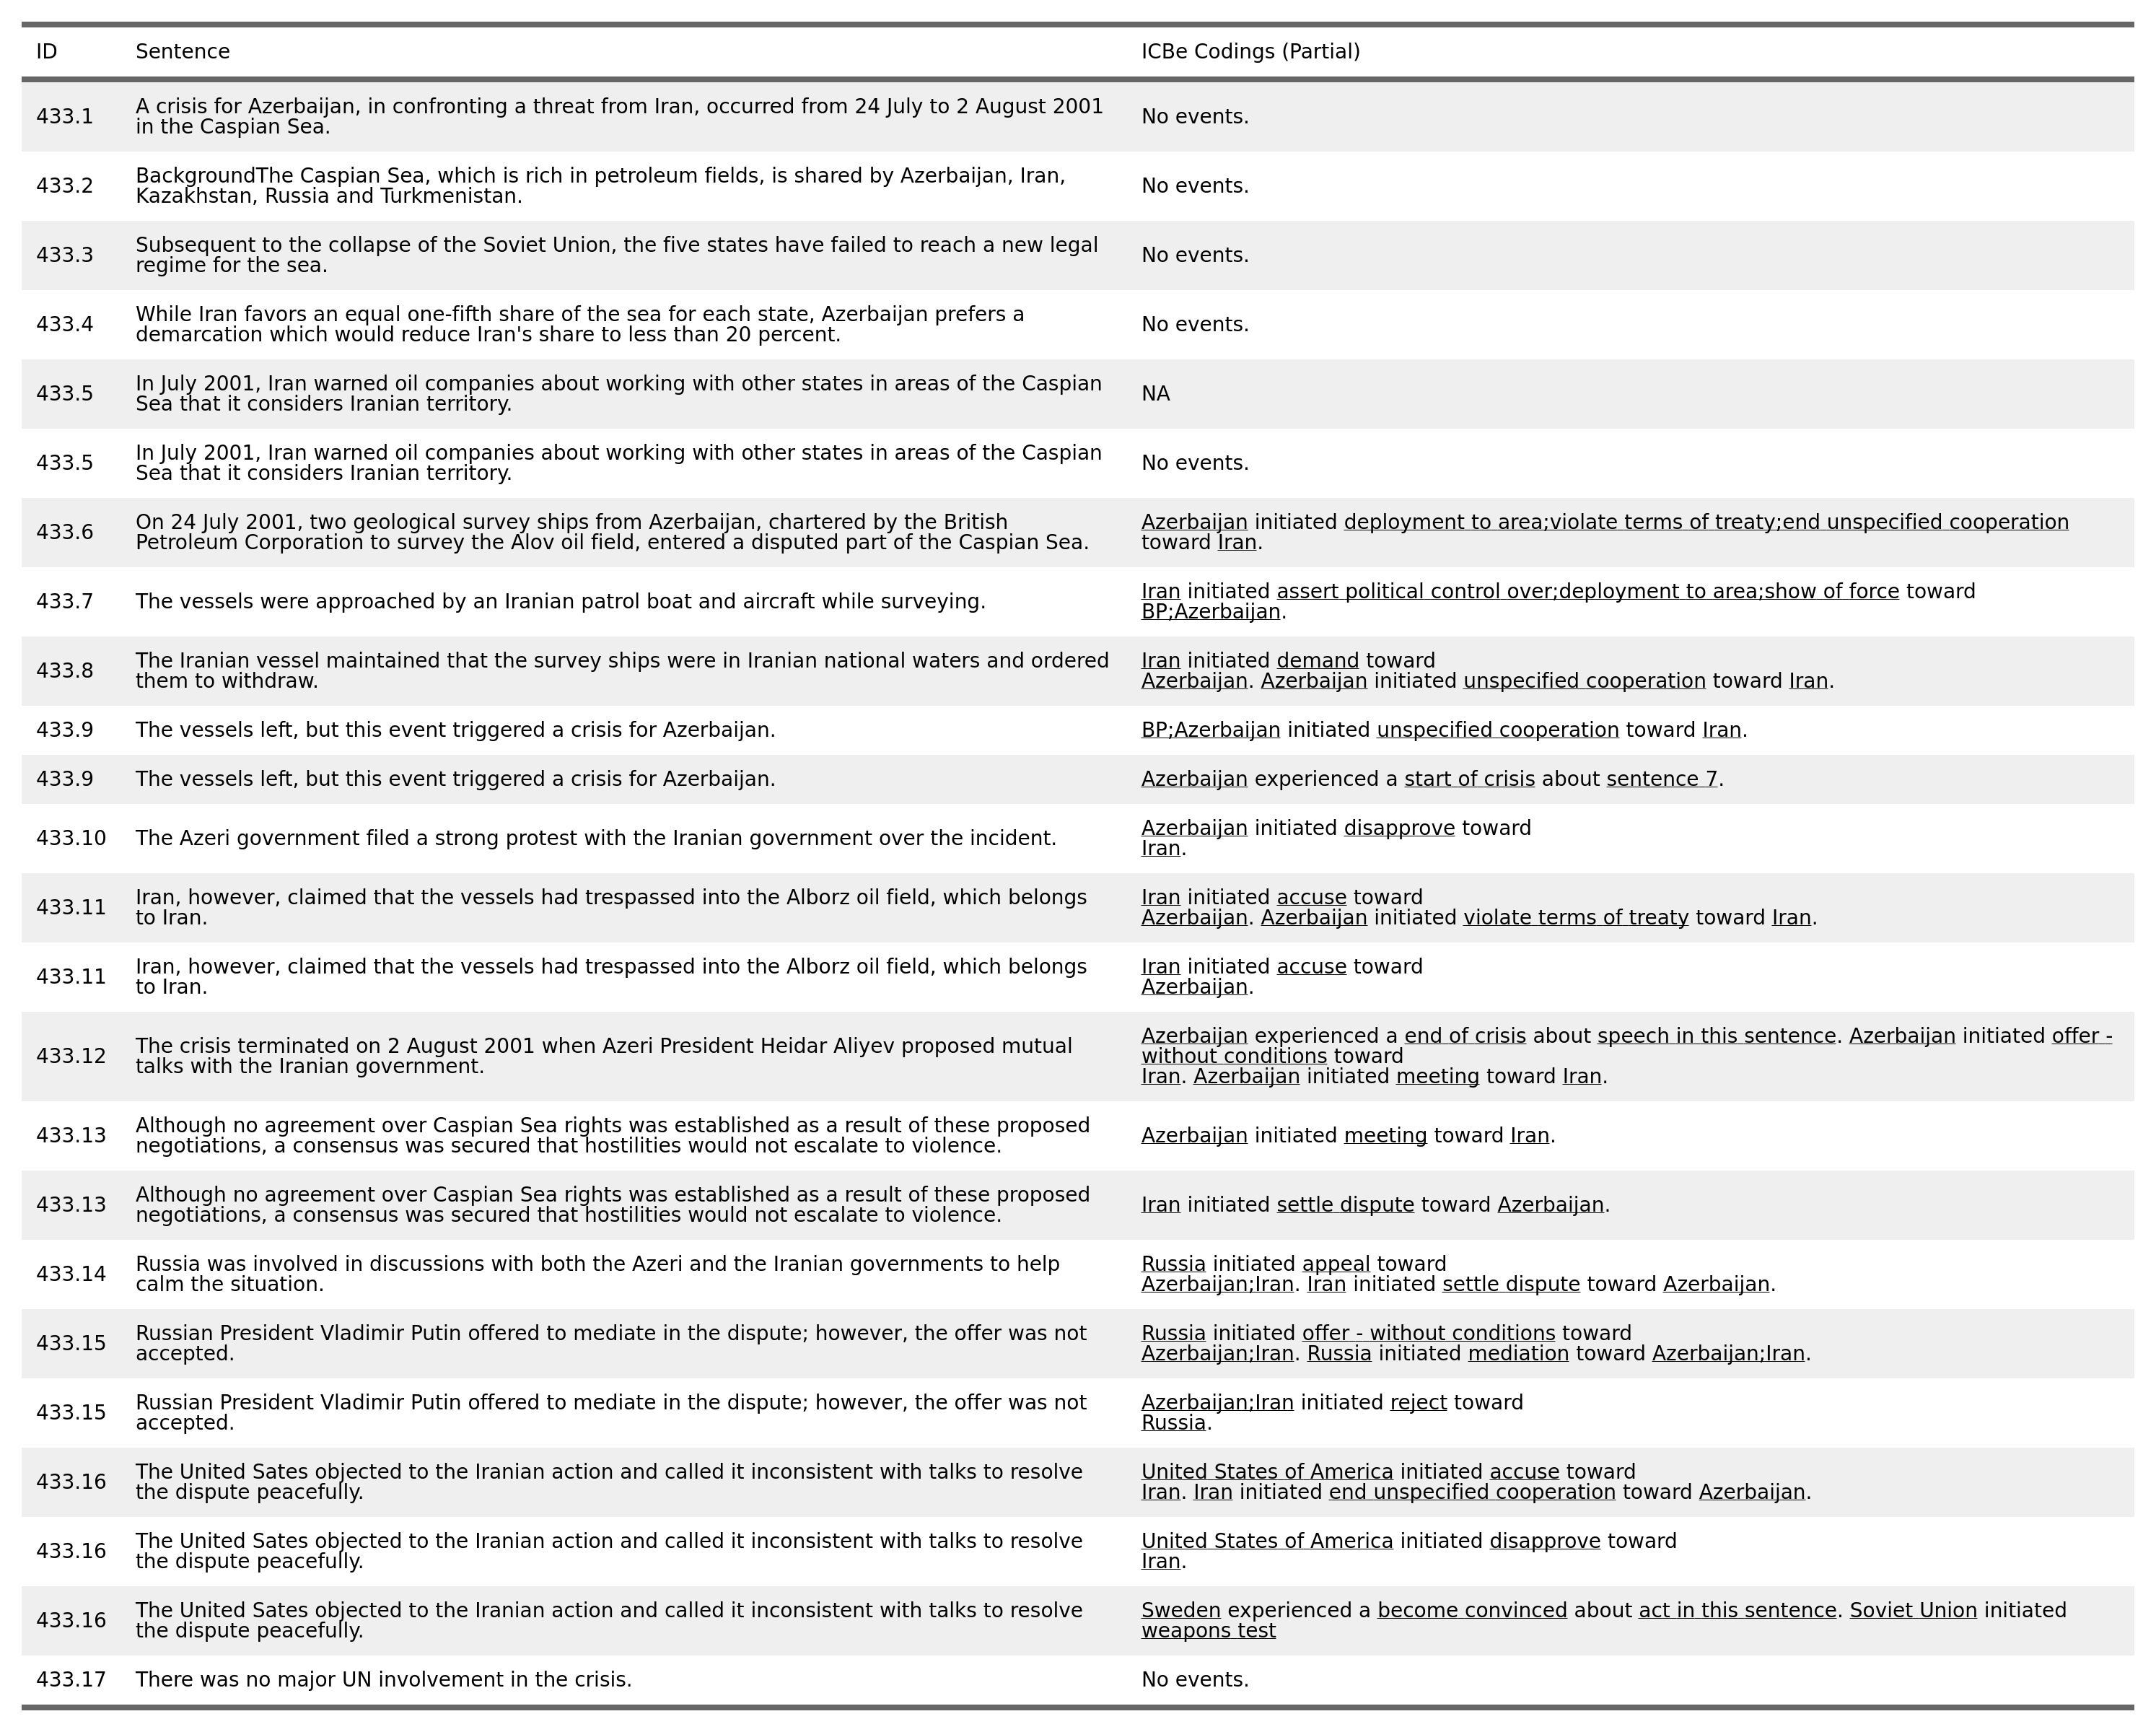 ID Sentence ICBe Codings (Partial)
433.1 A crisis for Azerbaijan, in confronting a threat from Iran, occurred from 24 July to 2 August 2001
in the Caspian Sea.
No events.
433.2 BackgroundThe Caspian Sea, which is rich in petroleum fields, is shared by Azerbaijan, Iran,
Kazakhstan, Russia and Turkmenistan.
No events.
433.3 Subsequent to the collapse of the Soviet Union, the five states have failed to reach a new legal
regime for the sea.
No events.
433.4 While Iran favors an equal one-fifth share of the sea for each state, Azerbaijan prefers a
demarcation which would reduce Iran's share to less than 20 percent.
No events.
433.5 In July 2001, Iran warned oil companies about working with other states in areas of the Caspian
Sea that it considers Iranian territory.
NA
433.5 In July 2001, Iran warned oil companies about working with other states in areas of the Caspian
Sea that it considers Iranian territory.
No events.
433.6 On 24 July 2001, two geological survey ships from Azerbaijan, chartered by the British
Petroleum Corporation to survey the Alov oil field, entered a disputed part of the Caspian Sea.
Azerbaijan initiated deployment to area;violate terms of treaty;end unspecified cooperation
toward Iran.
433.7 The vessels were approached by an Iranian patrol boat and aircraft while surveying.
Iran initiated assert political control over;deployment to area;show of force toward
BP;Azerbaijan.
433.8 The Iranian vessel maintained that the survey ships were in Iranian national waters and ordered
them to withdraw.
Iran initiated demand toward
Azerbaijan. Azerbaijan initiated unspecified cooperation toward Iran.
433.9 The vessels left, but this event triggered a crisis for Azerbaijan.
BP;Azerbaijan initiated unspecified cooperation toward Iran.
433.9 The vessels left, but this event triggered a crisis for Azerbaijan.
Azerbaijan experienced a start of crisis about sentence 7.
433.10 The Azeri government filed a strong protest with the Iranian government over the incident.
Azerbaijan initiated disapprove toward
Iran.
433.11 Iran, however, claimed that the vessels had trespassed into the Alborz oil field, which belongs
to Iran.
Iran initiated accuse toward
Azerbaijan. Azerbaijan initiated violate terms of treaty toward Iran.
433.11 Iran, however, claimed that the vessels had trespassed into the Alborz oil field, which belongs
to Iran.
Iran initiated accuse toward
Azerbaijan.
433.12 The crisis terminated on 2 August 2001 when Azeri President Heidar Aliyev proposed mutual
talks with the Iranian government.
Azerbaijan experienced a end of crisis about speech in this sentence. Azerbaijan initiated offer -
without conditions toward
Iran. Azerbaijan initiated meeting toward Iran.
433.13 Although no agreement over Caspian Sea rights was established as a result of these proposed
negotiations, a consensus was secured that hostilities would not escalate to violence.
Azerbaijan initiated meeting toward Iran.
433.13 Although no agreement over Caspian Sea rights was established as a result of these proposed
negotiations, a consensus was secured that hostilities would not escalate to violence.
Iran initiated settle dispute toward Azerbaijan.
433.14 Russia was involved in discussions with both the Azeri and the Iranian governments to help
calm the situation.
Russia initiated appeal toward
Azerbaijan;Iran. Iran initiated settle dispute toward Azerbaijan.
433.15 Russian President Vladimir Putin offered to mediate in the dispute; however, the offer was not
accepted.
Russia initiated offer - without conditions toward
Azerbaijan;Iran. Russia initiated mediation toward Azerbaijan;Iran.
433.15 Russian President Vladimir Putin offered to mediate in the dispute; however, the offer was not
accepted.
Azerbaijan;Iran initiated reject toward
Russia.
433.16 The United Sates objected to the Iranian action and called it inconsistent with talks to resolve
the dispute peacefully.
United States of America initiated accuse toward
Iran. Iran initiated end unspecified cooperation toward Azerbaijan.
433.16 The United Sates objected to the Iranian action and called it inconsistent with talks to resolve
the dispute peacefully.
United States of America initiated disapprove toward
Iran.
433.16 The United Sates objected to the Iranian action and called it inconsistent with talks to resolve
the dispute peacefully.
Sweden experienced a become convinced about act in this sentence. Soviet Union initiated
weapons test
433.17 There was no major UN involvement in the crisis.
No events.